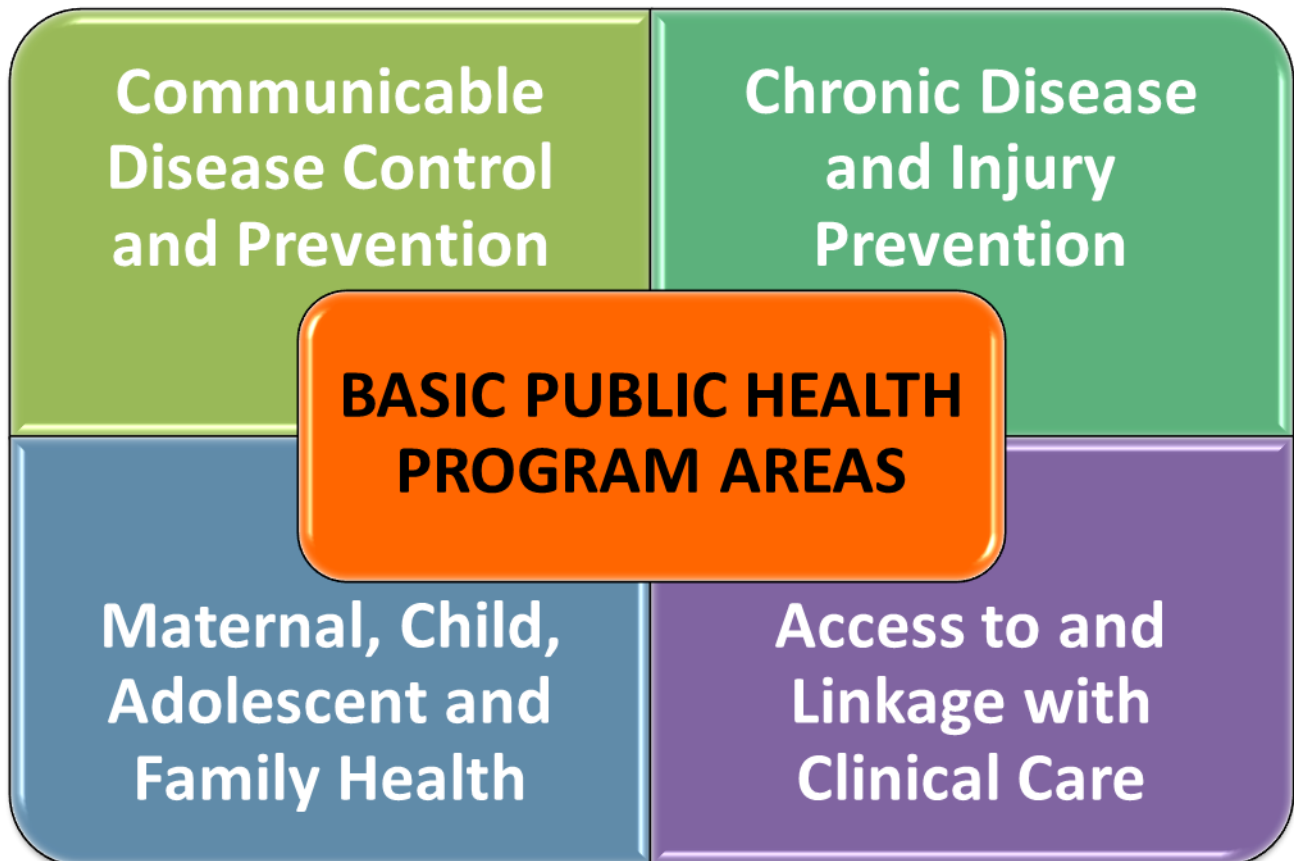 Communicable
Disease Control
and Prevention
Chronic Disease
and Injury
Prevention
BASIC PUBLIC HEALTH
PROGRAM AREAS
Maternal, Child,
Adolescent and
Family Health
Access to and
Linkage with
Clinical Care